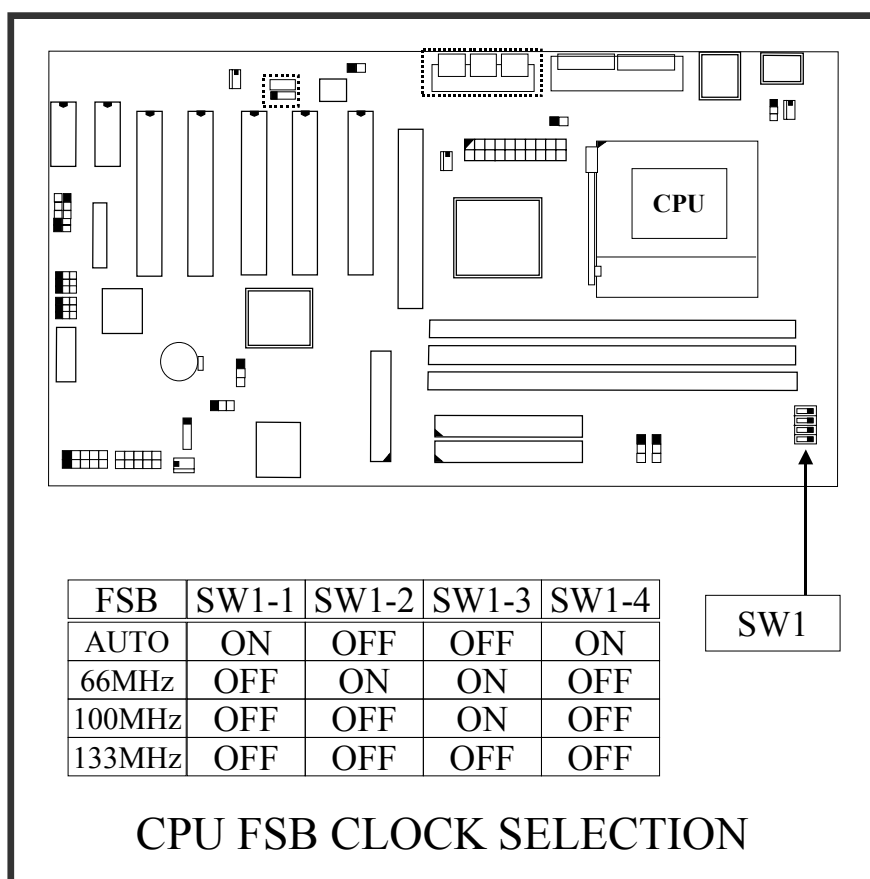 CPU
FSB SW1-1 SW1-2 SW1-3 SW1-4
AUTO ON OFF OFF ON
66MHz OFF ON ON OFF
100MHz OFF OFF ON OFF
133MHz OFF OFF OFF OFF
SW1
CPU FSB CLOCK SELECTION